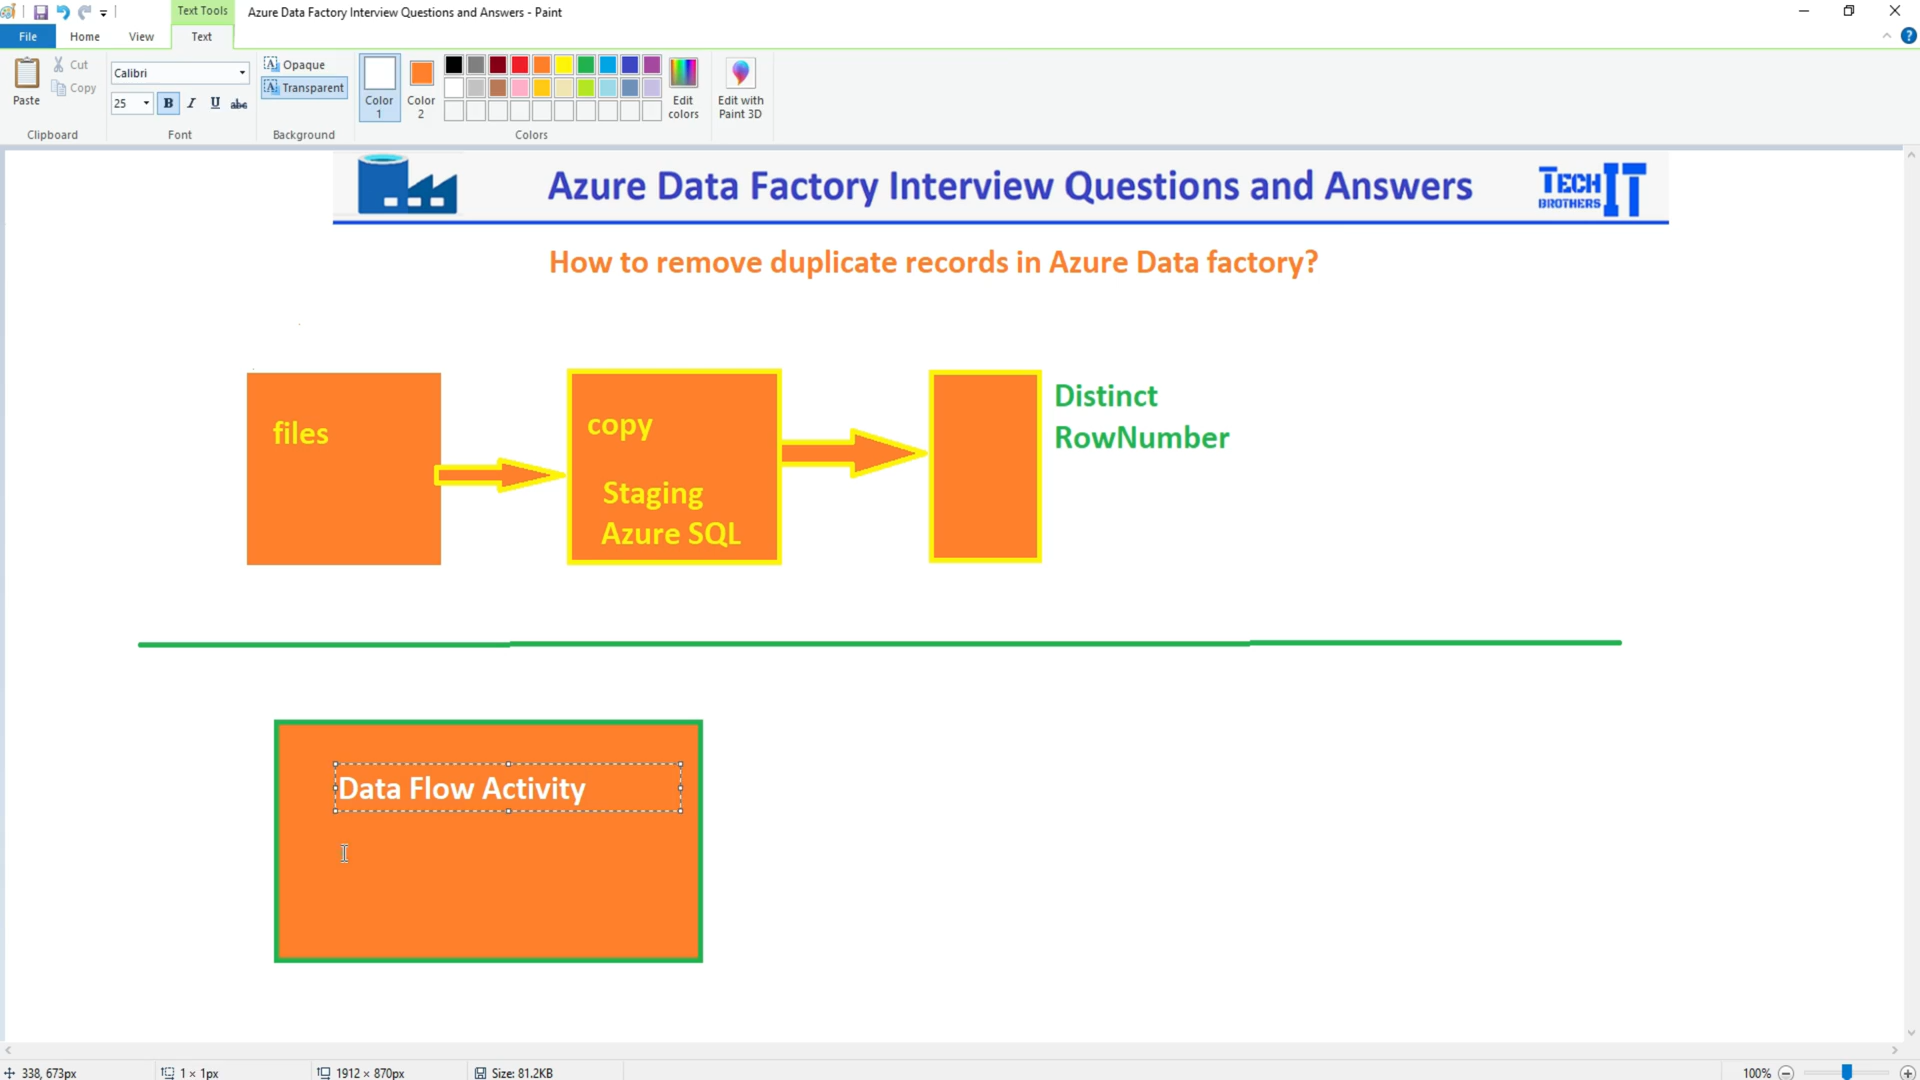 Text Tools
Azure Data Factory Interview Questions and Answers - Paint
File
Home
View
Text
Paste
Cut
Copy
Clipboard
Calibri
25
B
I
U
abc
Font
Opaque
Transparent
Background
Color
1
Color
2
Edit
colors
Colors
Edit with
Paint 3D
Azure Data Factory Interview Questions and Answers
TECH
BROTHERS
IT
How to remove duplicate records in Azure Data factory?
files
copy
Staging
Azure SQL
Distinct
RowNumber
Data Flow Activity
338, 673px
1 × 1px
1912 × 870px
Size: 81.2KB
100%